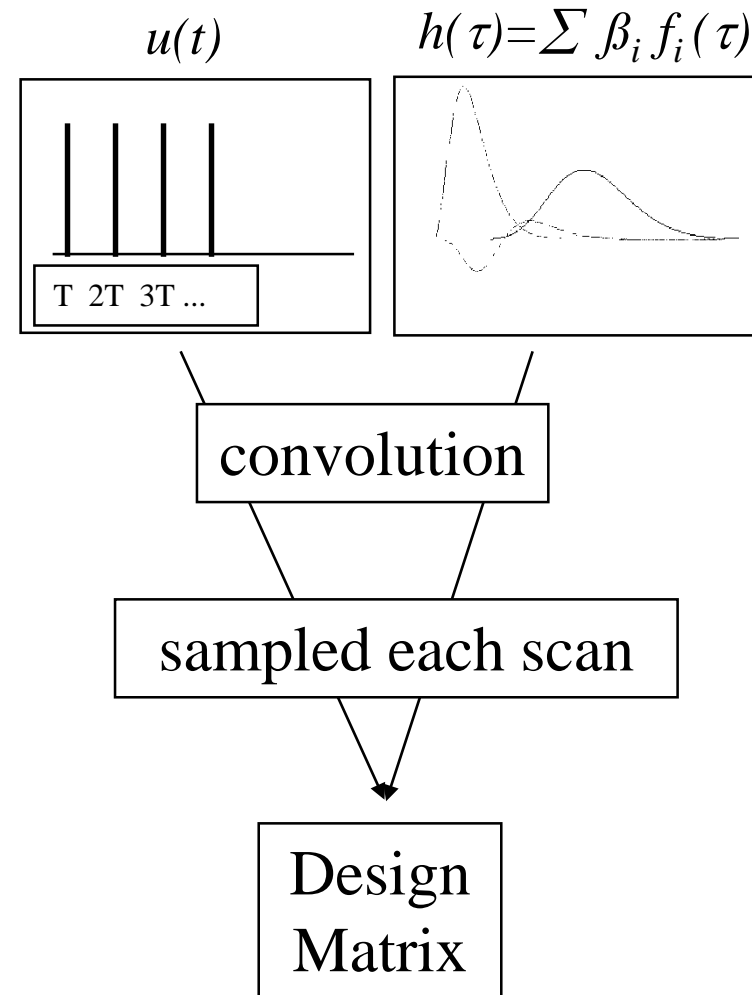 u(t)
h(τ)=∑ βᵢ fᵢ(τ)
T 2T 3T ...
convolution
sampled each scan
Design
Matrix